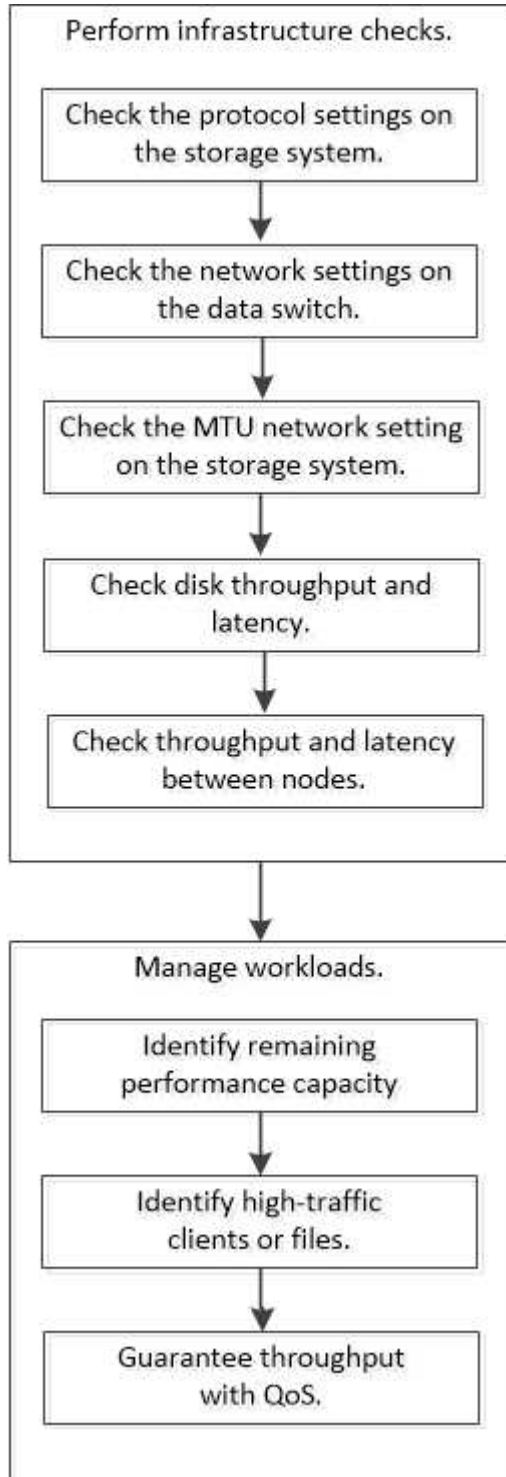 Perform infrastructure checks.
Check the protocol settings on
the storage system.
Check the network settings on
the data switch.
Check the MTU network setting
on the storage system.
Check disk throughput and
latency.
Check throughput and latency
between nodes.
Manage workloads.
Identify remaining
performance capacity
Identify high-traffic
clients or files.
Guarantee throughput
with QoS.